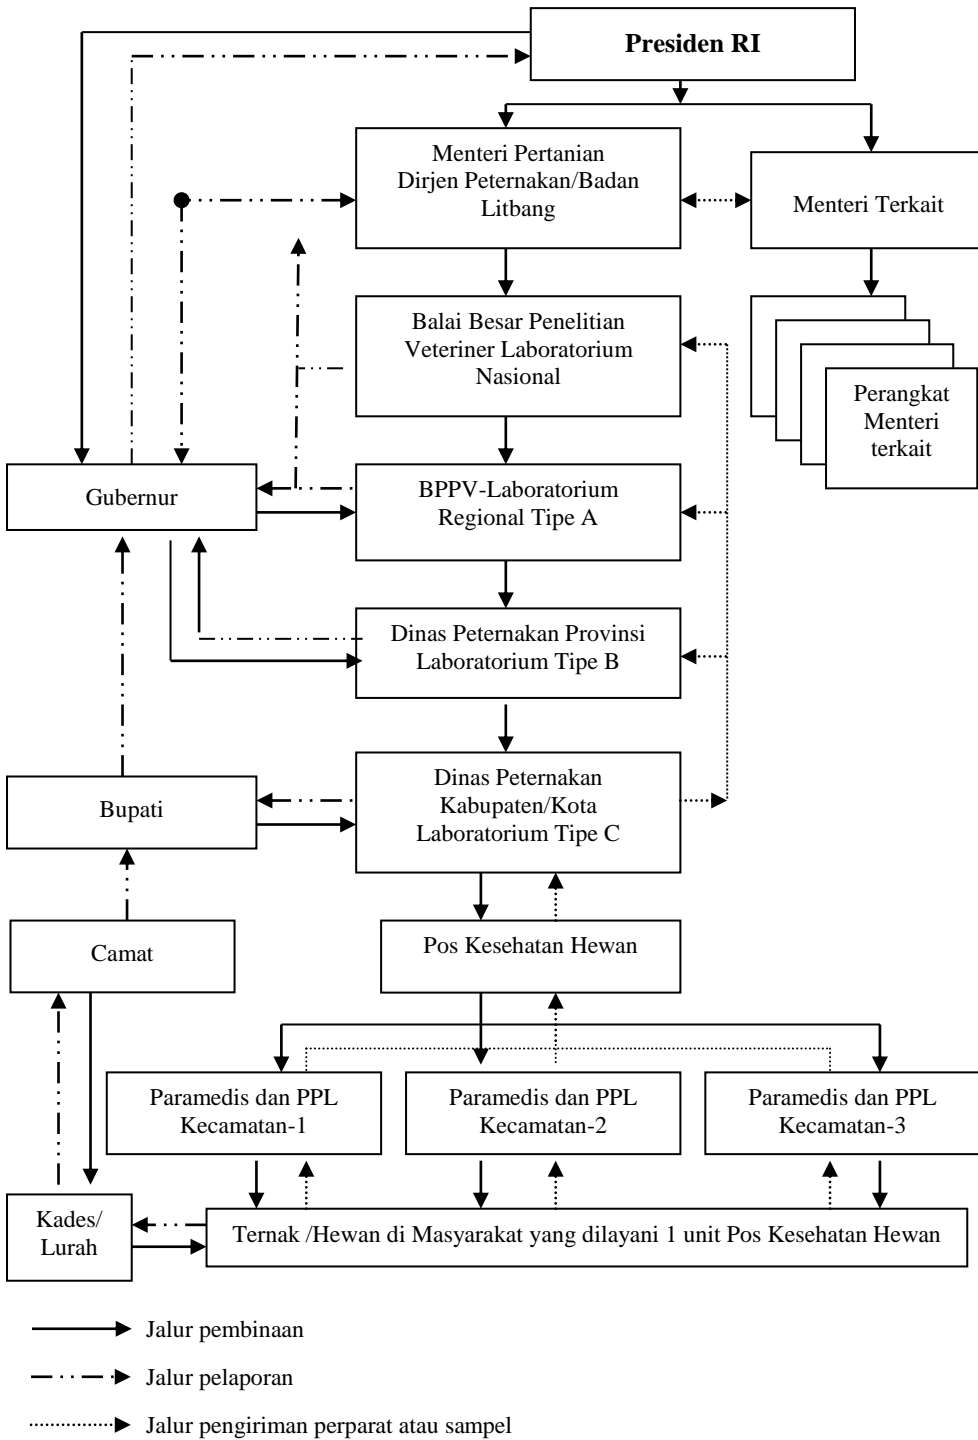 Presiden RI
Menteri Pertanian
Dirjen Peternakan/Badan
Litbang
Menteri Terkait
Balai Besar Penelitian
Veteriner Laboratorium
Nasional
Perangkat
Menteri
terkait
Gubernur
BPPV-Laboratorium
Regional Tipe A
Dinas Peternakan Provinsi
Laboratorium Tipe B
Bupati
Dinas Peternakan
Kabupaten/Kota
Laboratorium Tipe C
Camat
Pos Kesehatan Hewan
Paramedis dan PPL
Kecamatan-1
Paramedis dan PPL
Kecamatan-2
Paramedis dan PPL
Kecamatan-3
Kades/
Lurah
Ternak /Hewan di Masyarakat yang dilayani 1 unit Pos Kesehatan Hewan
Jalur pembinaan
Jalur pelaporan
Jalur pengiriman perparat atau sampel